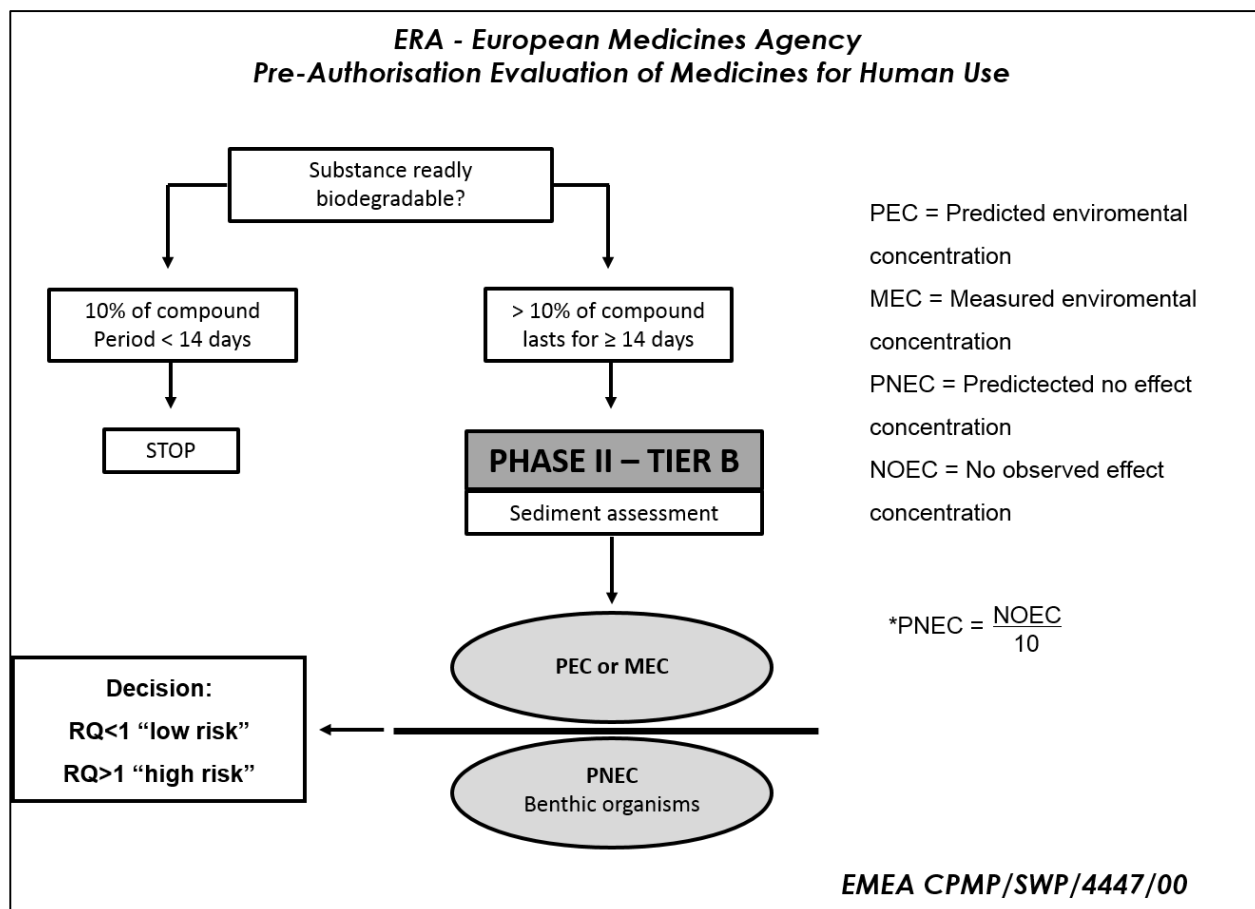 ERA - European Medicines Agency
Pre-Authorisation Evaluation of Medicines for Human Use
Substance readly
biodegradable?
10% of compound
Period < 14 days
> 10% of compound
lasts for ≥ 14 days
STOP
PHASE II – TIER B
Sediment assessment
PEC or MEC
PNEC
Benthic organisms
Decision:
RQ<1 “low risk”
RQ>1 “high risk”
PEC = Predicted enviromental
concentration
MEC = Measured enviromental
concentration
PNEC = Predictected no effect
concentration
NOEC = No observed effect
concentration
*PNEC = NOEC
10
EMEA CPMP/SWP/4447/00